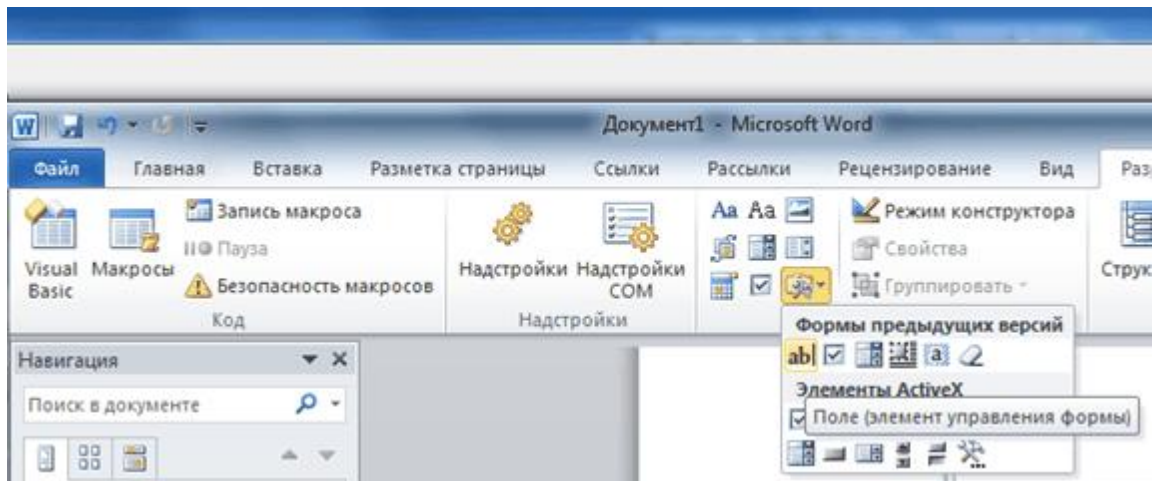 Документ1 - Microsoft Word
Файл Главная Вставка Разметка страницы Ссылки Рассылки Рецензирование Вид
Visual Basic
Макросы
Запись макроса
Пауза
Безопасность макросов
Код
Надстройки
Надстройки COM
Надстройки
Aa Aa
Режим конструктора
Свойства
Группировать
Формы предыдущих версий
ab|
a
Элементы ActiveX
Поле (элемент управления формы)
Навигация
Поиск в документе